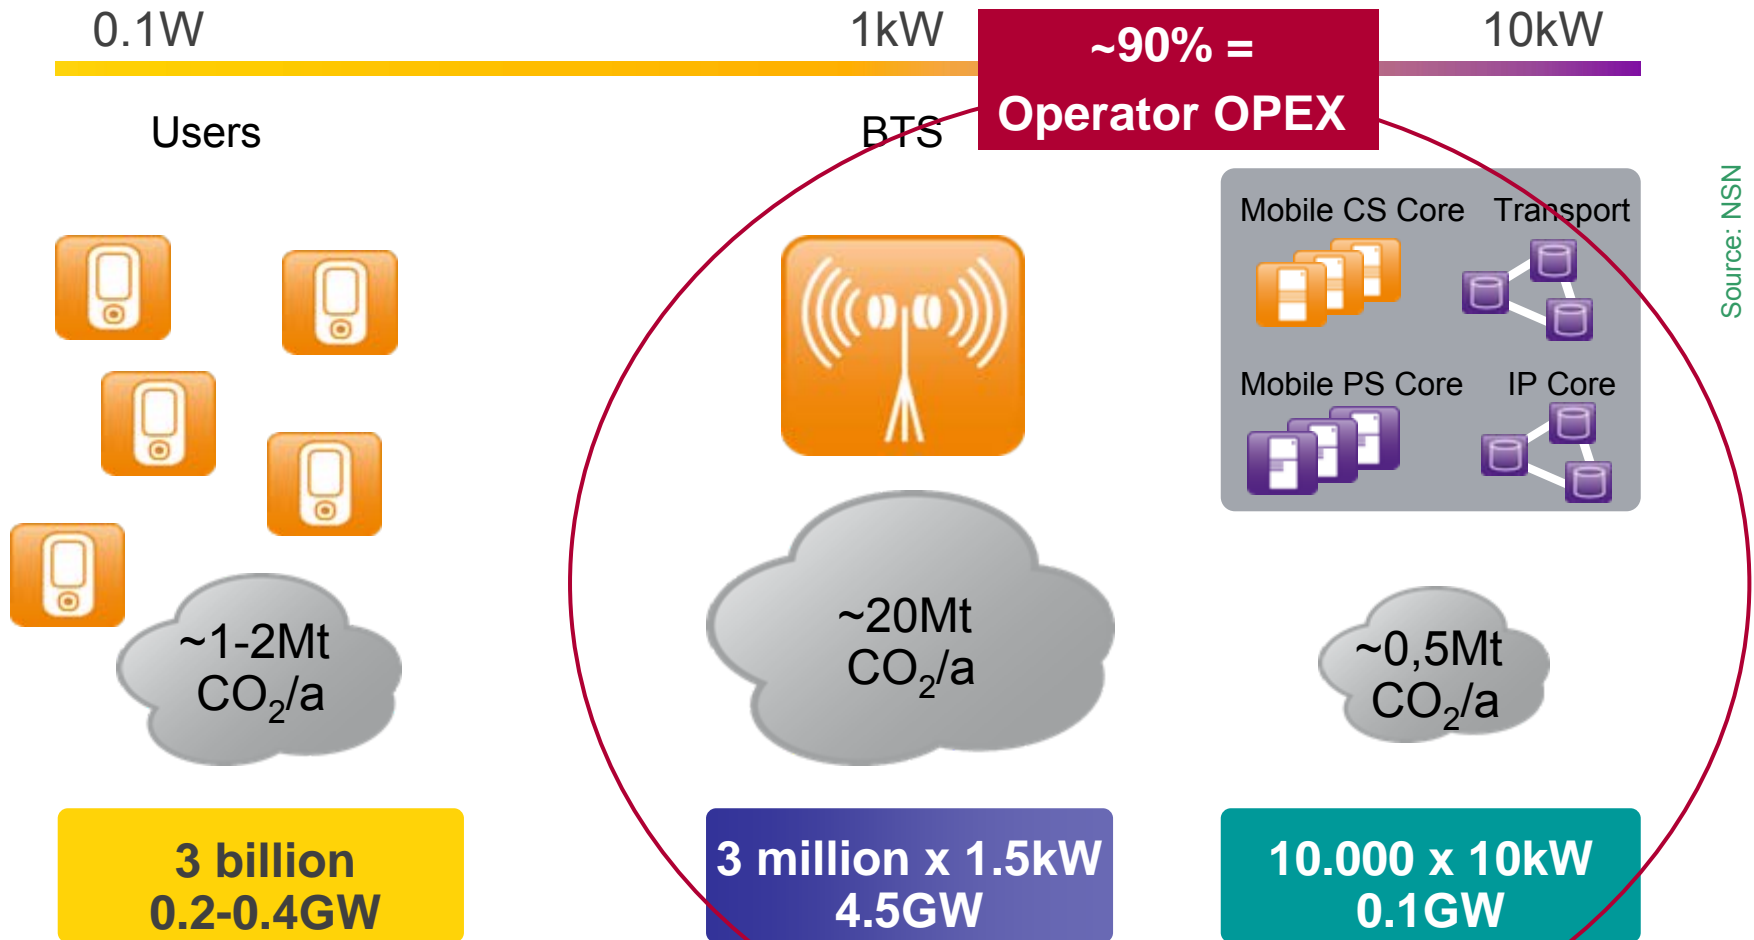 0.1W
1kW
~90% =
Operator OPEX
10kW
Users
BTS
Mobile CS Core
Transport
Mobile PS Core
IP Core
Source: NSN
~1-2Mt
CO₂/a
~20Mt
CO₂/a
~0,5Mt
CO₂/a
3 billion
0.2-0.4GW
3 million x 1.5kW
4.5GW
10.000 x 10kW
0.1GW